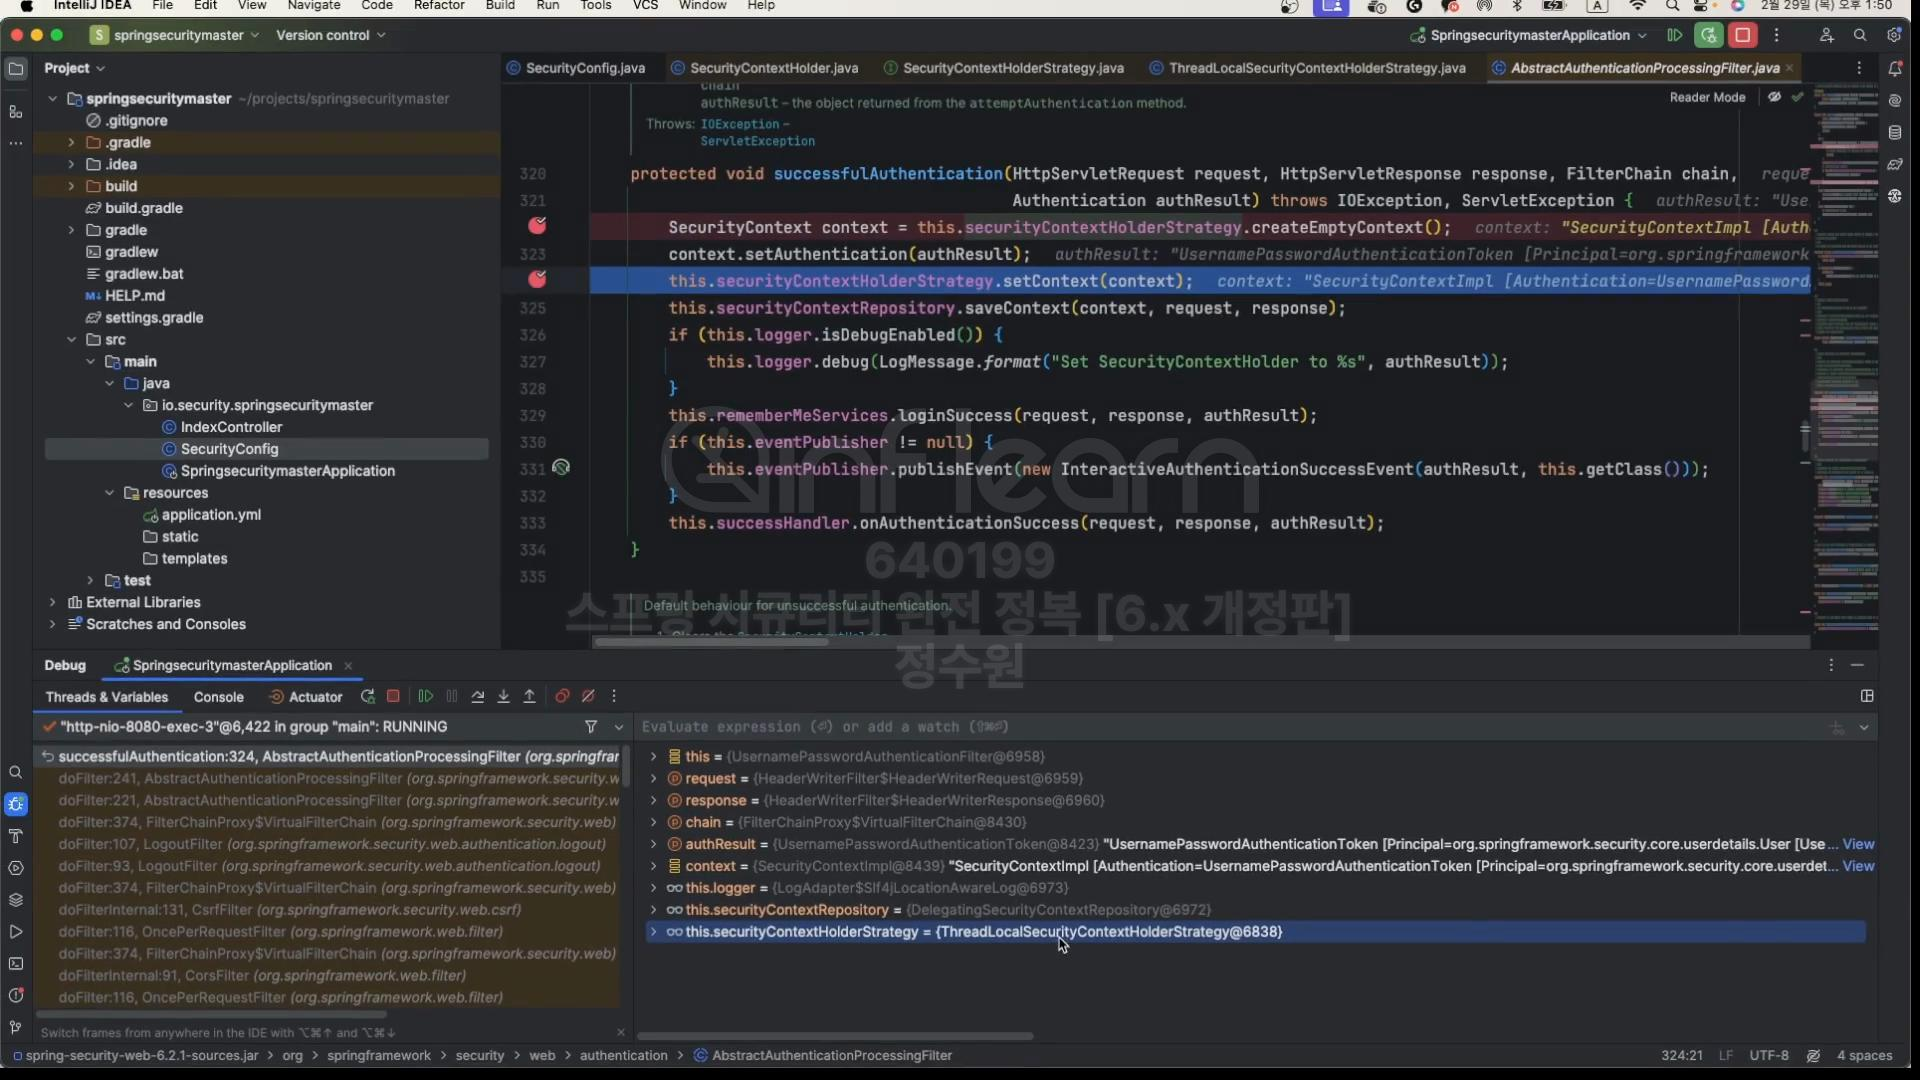 IntelliJ IDEA File Edit View Navigate Code Refactor Build Run Tools VCS Window Help A 2월 29일 (목) 오후 1:50
S springsecuritymaster Version control SpringsecuritymasterApplication
Project
SecurityConfig.java SecurityContextHolder.java SecurityContextHolderStrategy.java ThreadLocalSecurityContextHolderStrategy.java AbstractAuthenticationProcessingFilter.java
springsecuritymaster ~/projects/springsecuritymaster
.gitignore
.gradle
.idea
build
build.gradle
gradle
gradlew
gradlew.bat
HELP.md
settings.gradle
src
main
java
io.security.springsecuritymaster
IndexController
SecurityConfig
SpringsecuritymasterApplication
resources
application.yml
static
templates
test
External Libraries
Scratches and Consoles
Reader Mode
chain
authResult – the object returned from the attemptAuthentication method.
Throws: IOException –
ServletException
320 protected void successfulAuthentication(HttpServletRequest request, HttpServletResponse response, FilterChain chain, reque
321 Authentication authResult) throws IOException, ServletException { authResult: "Use
SecurityContext context = this.securityContextHolderStrategy.createEmptyContext(); context: "SecurityContextImpl [Auth
323 context.setAuthentication(authResult); authResult: "UsernamePasswordAuthenticationToken [Principal=org.springframework
this.securityContextHolderStrategy.setContext(context); context: "SecurityContextImpl [Authentication=UsernamePassword
325 this.securityContextRepository.saveContext(context, request, response);
326 if (this.logger.isDebugEnabled()) {
327 this.logger.debug(LogMessage.format("Set SecurityContextHolder to %s", authResult));
328 }
329 this.rememberMeServices.loginSuccess(request, response, authResult);
330 if (this.eventPublisher != null) {
331 this.eventPublisher.publishEvent(new InteractiveAuthenticationSuccessEvent(authResult, this.getClass()));
332 }
333 this.successHandler.onAuthenticationSuccess(request, response, authResult);
334 }
335
Default behaviour for unsuccessful authentication.
1. Clears the SecurityContextHolder
inflearn
640199
스프링 시큐리티 완전 정복 [6.x 개정판]
정수원
Debug SpringsecuritymasterApplication
Threads & Variables Console Actuator
"http-nio-8080-exec-3"@6,422 in group "main": RUNNING
successfulAuthentication:324, AbstractAuthenticationProcessingFilter (org.springfrar
doFilter:241, AbstractAuthenticationProcessingFilter (org.springframework.security.w
doFilter:221, AbstractAuthenticationProcessingFilter (org.springframework.security.w
doFilter:374, FilterChainProxy$VirtualFilterChain (org.springframework.security.web)
doFilter:107, LogoutFilter (org.springframework.security.web.authentication.logout)
doFilter:93, LogoutFilter (org.springframework.security.web.authentication.logout)
doFilter:374, FilterChainProxy$VirtualFilterChain (org.springframework.security.web)
doFilterInternal:131, CsrfFilter (org.springframework.security.web.csrf)
doFilter:116, OncePerRequestFilter (org.springframework.web.filter)
doFilter:374, FilterChainProxy$VirtualFilterChain (org.springframework.security.web)
doFilterInternal:91, CorsFilter (org.springframework.web.filter)
doFilter:116, OncePerRequestFilter (org.springframework.web.filter)
Switch frames from anywhere in the IDE with ⌥⌘↑ and ⌥⌘↓
Evaluate expression (⏎) or add a watch (⇧⌘⏎)
this = {UsernamePasswordAuthenticationFilter@6958}
request = {HeaderWriterFilter$HeaderWriterRequest@6959}
response = {HeaderWriterFilter$HeaderWriterResponse@6960}
chain = {FilterChainProxy$VirtualFilterChain@8430}
authResult = {UsernamePasswordAuthenticationToken@8423} "UsernamePasswordAuthenticationToken [Principal=org.springframework.security.core.userdetails.User [Use... View
context = {SecurityContextImpl@8439} "SecurityContextImpl [Authentication=UsernamePasswordAuthenticationToken [Principal=org.springframework.security.core.userdet... View
this.logger = {LogAdapter$Slf4jLocationAwareLog@6973}
this.securityContextRepository = {DelegatingSecurityContextRepository@6972}
this.securityContextHolderStrategy = {ThreadLocalSecurityContextHolderStrategy@6838}
spring-security-web-6.2.1-sources.jar > org > springframework > security > web > authentication > AbstractAuthenticationProcessingFilter 324:21 LF UTF-8 4 spaces